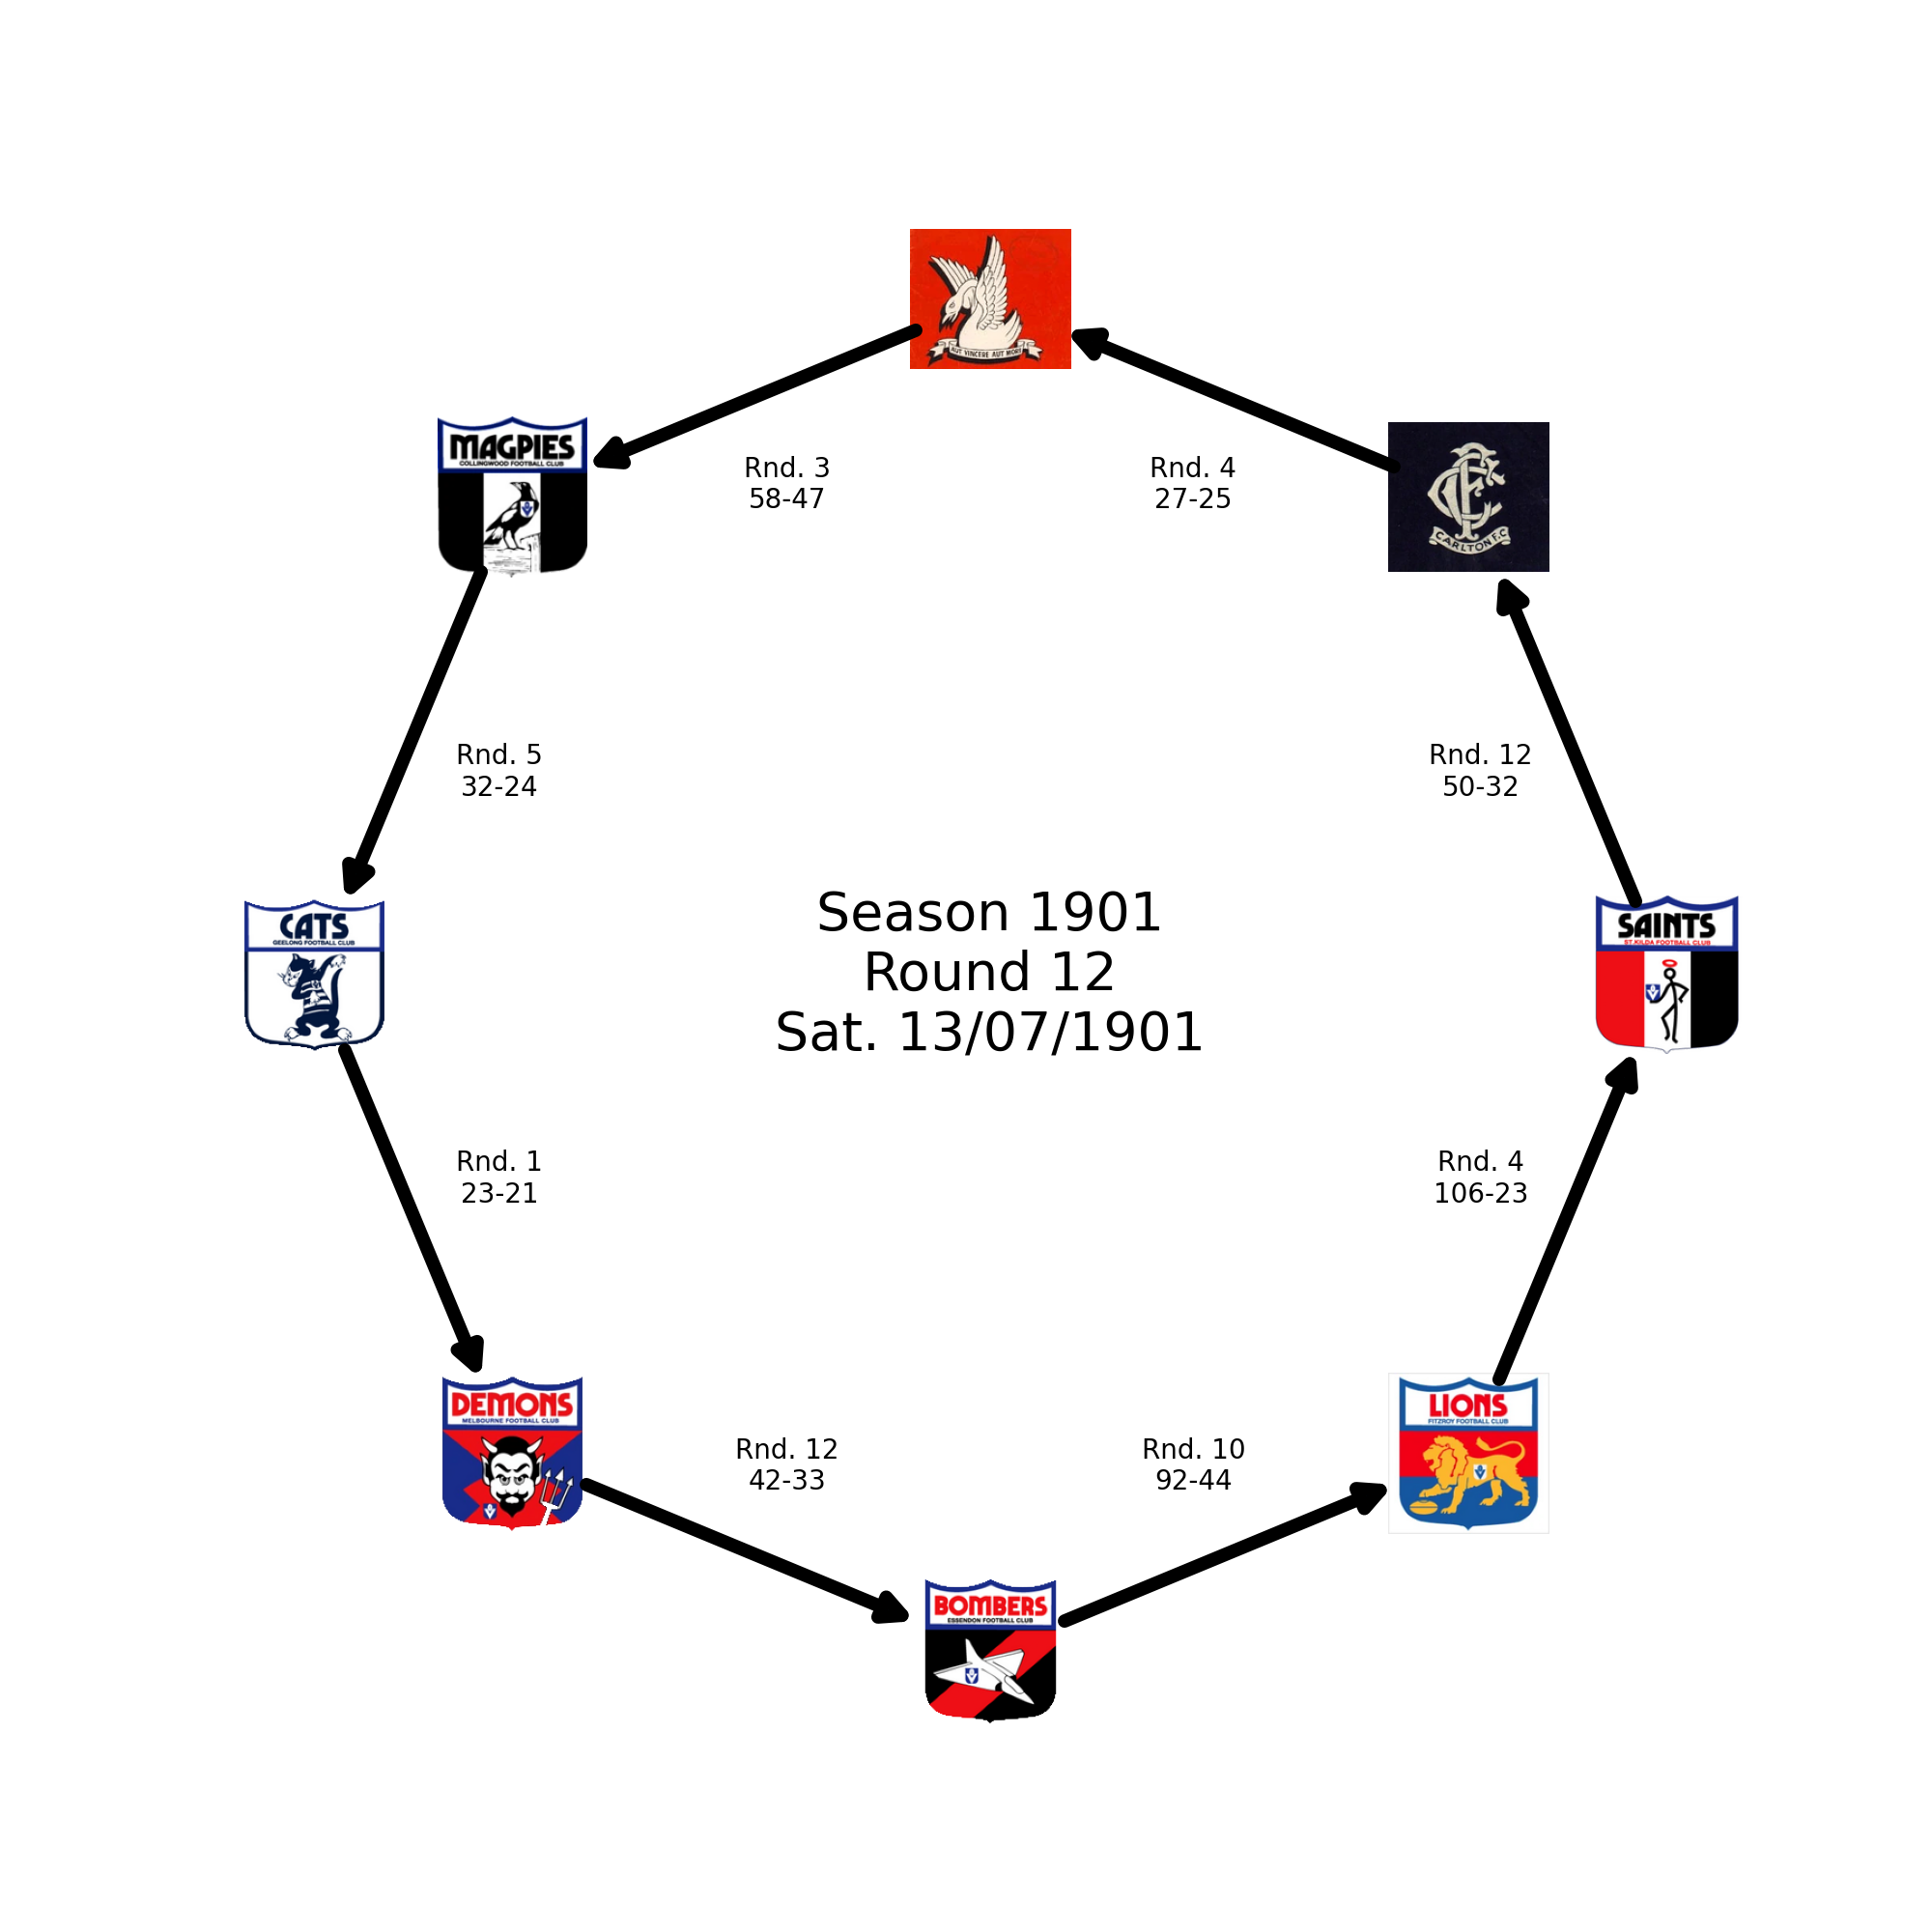 AUT VINCERE AUT MORI
MAGPIES
COLLINGWOOD FOOTBALL CLUB
Rnd. 3
58-47
Rnd. 4
27-25
CARLTON F.C
Rnd. 5
32-24
Rnd. 12
50-32
CATS
GEELONG FOOTBALL CLUB
Season 1901
Round 12
Sat. 13/07/1901
SAINTS
ST.KILDA FOOTBALL CLUB
Rnd. 1
23-21
Rnd. 4
106-23
DEMONS
MELBOURNE FOOTBALL CLUB
Rnd. 12
42-33
Rnd. 10
92-44
LIONS
FITZROY FOOTBALL CLUB
BOMBERS
ESSENDON FOOTBALL CLUB